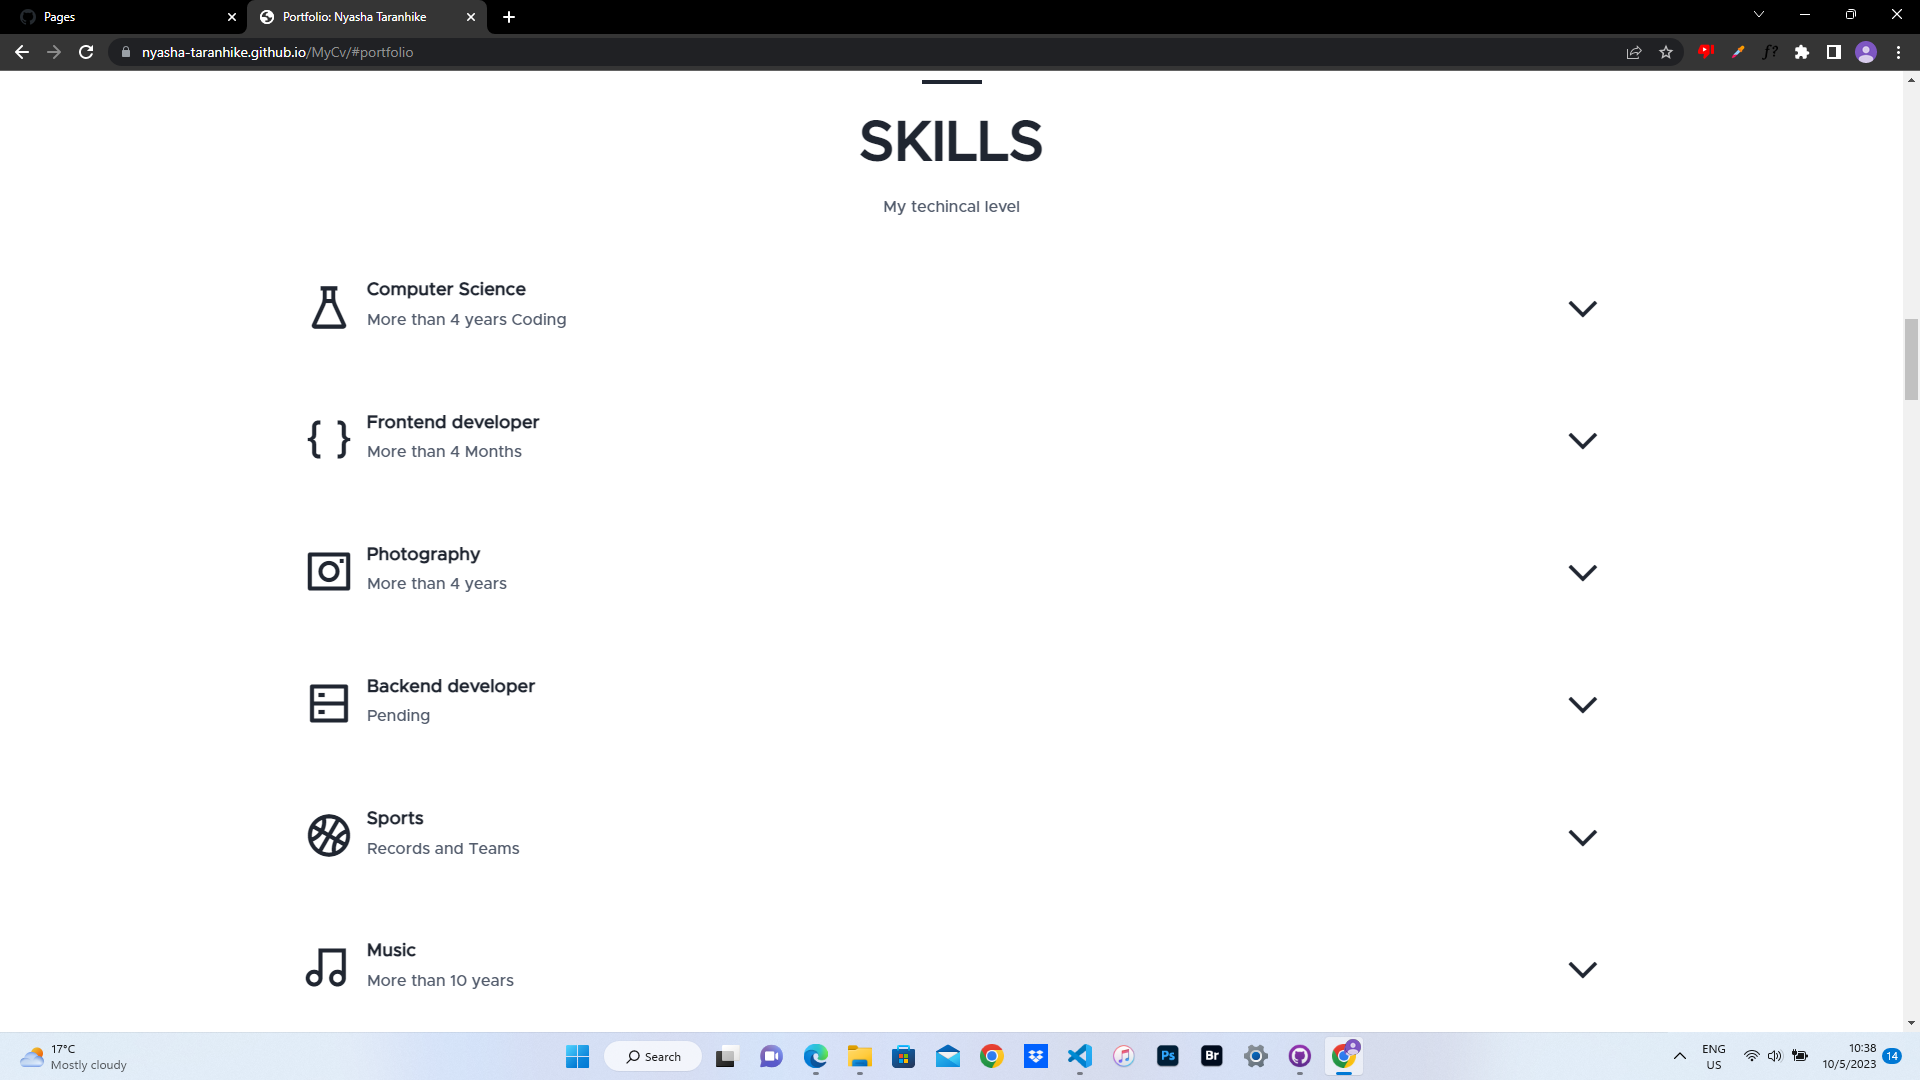 Pages
Portfolio: Nyasha Taranhike
nyasha-taranhike.github.io/MyCv/#portfolio
f?
SKILLS
My techincal level
Computer Science
More than 4 years Coding
{ } Frontend developer
More than 4 Months
Photography
More than 4 years
Backend developer
Pending
Sports
Records and Teams
Music
More than 10 years
17°C
Mostly cloudy
Search
Ps
Br
ENG
US
10:38
10/5/2023
14